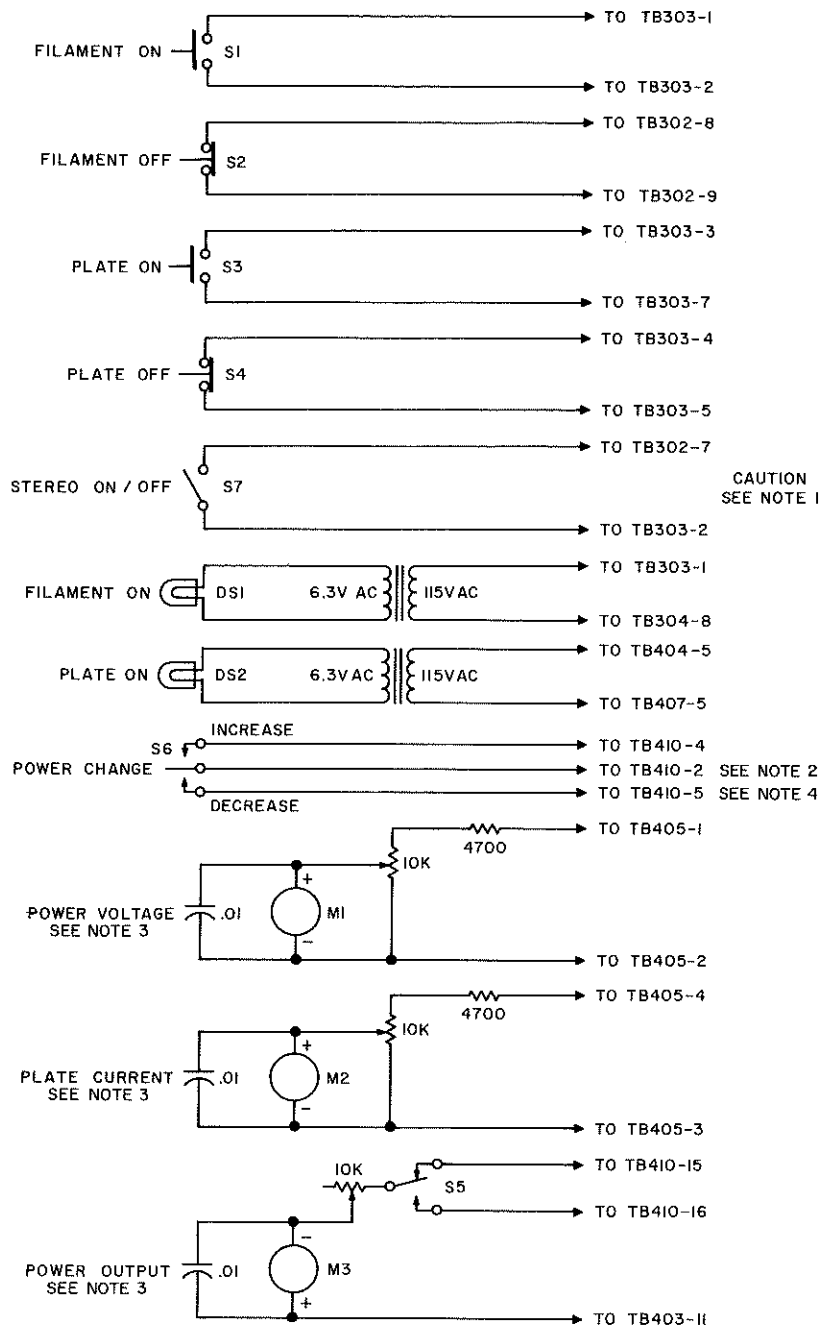 TO TB303-1
FILAMENT ON
S1
TO TB303-2
TO TB302-8
FILAMENT OFF
S2
TO TB302-9
TO TB303-3
PLATE ON
S3
TO TB303-7
TO TB303-4
PLATE OFF
S4
TO TB303-5
TO TB302-7
STEREO ON / OFF
S7
CAUTION
SEE NOTE 1
TO TB303-2
TO TB303-1
FILAMENT ON
DS1
6.3V AC
115VAC
TO TB304-8
TO TB404-5
PLATE ON
DS2
6.3V AC
115VAC
TO TB407-5
INCREASE
S6
TO TB410-4
POWER CHANGE
TO TB410-2 SEE NOTE 2
TO TB410-5 SEE NOTE 4
DECREASE
TO TB405-1
4700
10K
+
POWER VOLTAGE
SEE NOTE 3
.01
M1
-
TO TB405-2
TO TB405-4
4700
10K
+
PLATE CURRENT
SEE NOTE 3
.01
M2
-
TO TB405-3
TO TB410-15
10K
S5
TO TB410-16
-
POWER OUTPUT
SEE NOTE 3
.01
M3
+
TO TB403-11